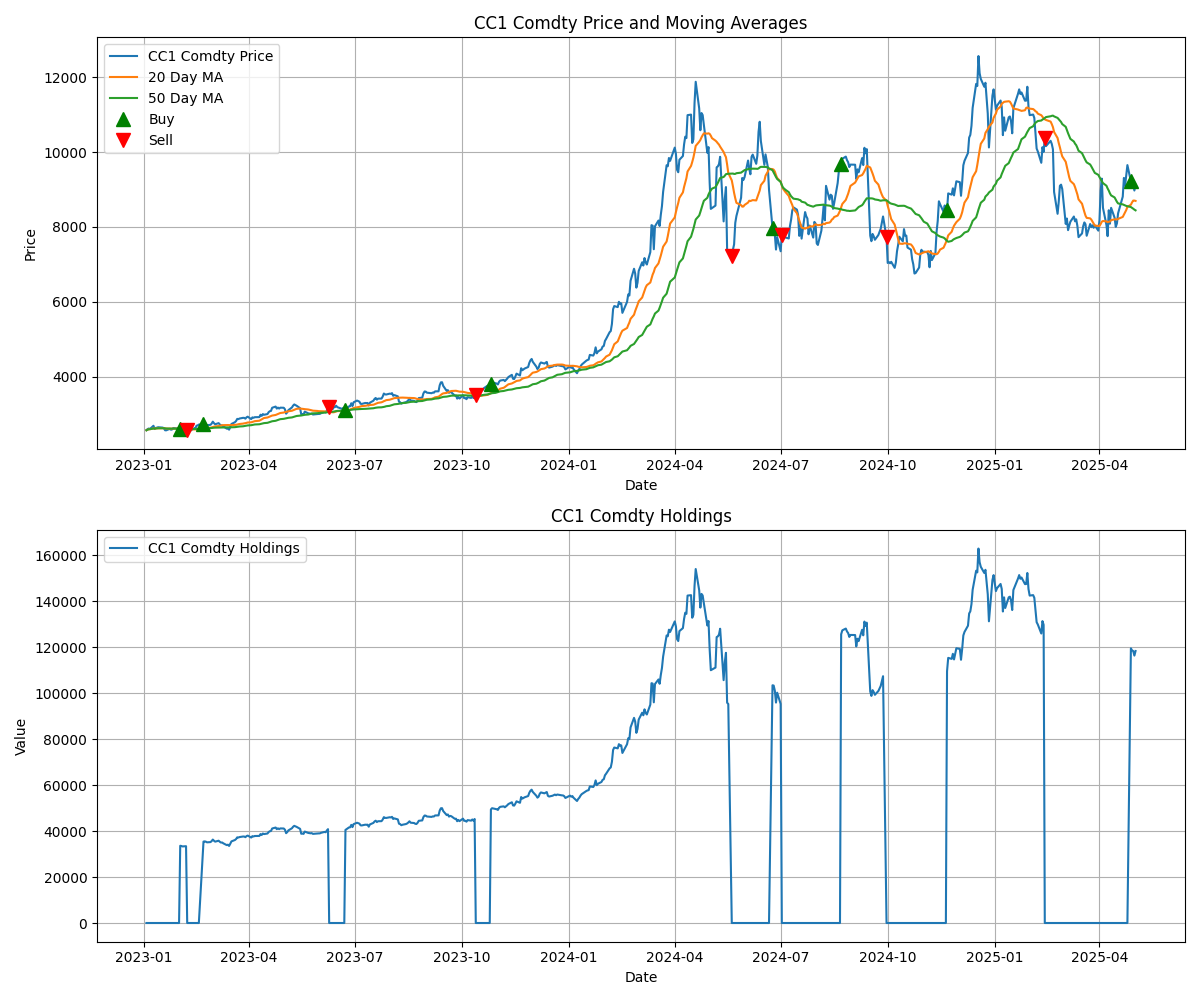 CC1 Comdty Price and Moving Averages
CC1 Comdty Price
20 Day MA
50 Day MA
Buy
Sell
12000
10000
8000
6000
4000
Price
2023-01 2023-04 2023-07 2023-10 2024-01 2024-04 2024-07 2024-10 2025-01 2025-04
Date
CC1 Comdty Holdings
CC1 Comdty Holdings
160000
140000
120000
100000
80000
60000
40000
20000
0
Value
2023-01 2023-04 2023-07 2023-10 2024-01 2024-04 2024-07 2024-10 2025-01 2025-04
Date